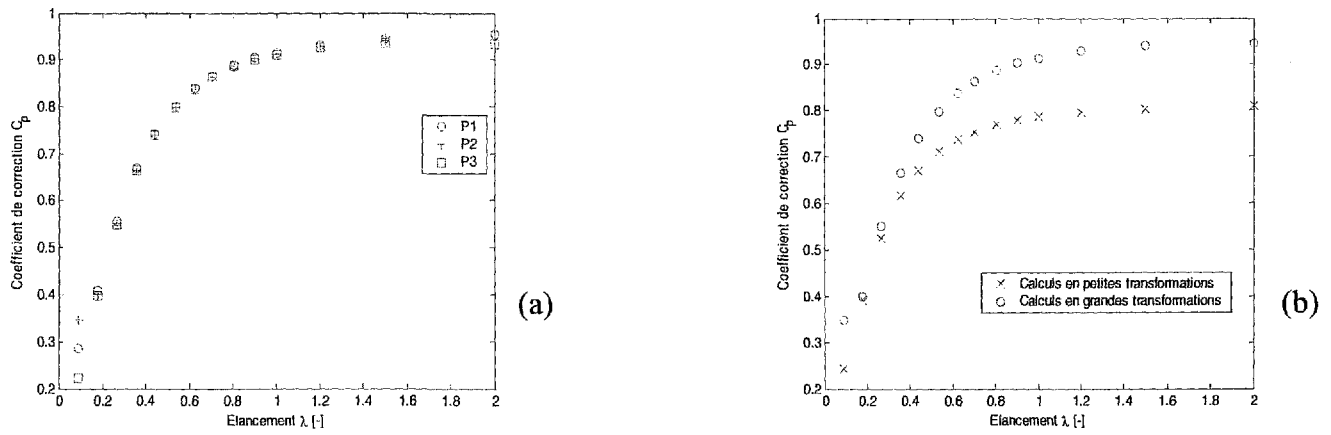 1
0.9
0.8
0.7
0.6
0.5
0.4
0.3
0.2
Coefficient de correction Cp
0 0.2 0.4 0.6 0.8 1 1.2 1.4 1.6 1.8 2
Elancement λ [-]
P1
P2
P3
(a)
1
0.9
0.8
0.7
0.6
0.5
0.4
0.3
0.2
Coefficient de correction Cp
0 0.2 0.4 0.6 0.8 1 1.2 1.4 1.6 1.8 2
Elancement λ [-]
Calculs en petites transformations
Calculs en grandes transformations
(b)